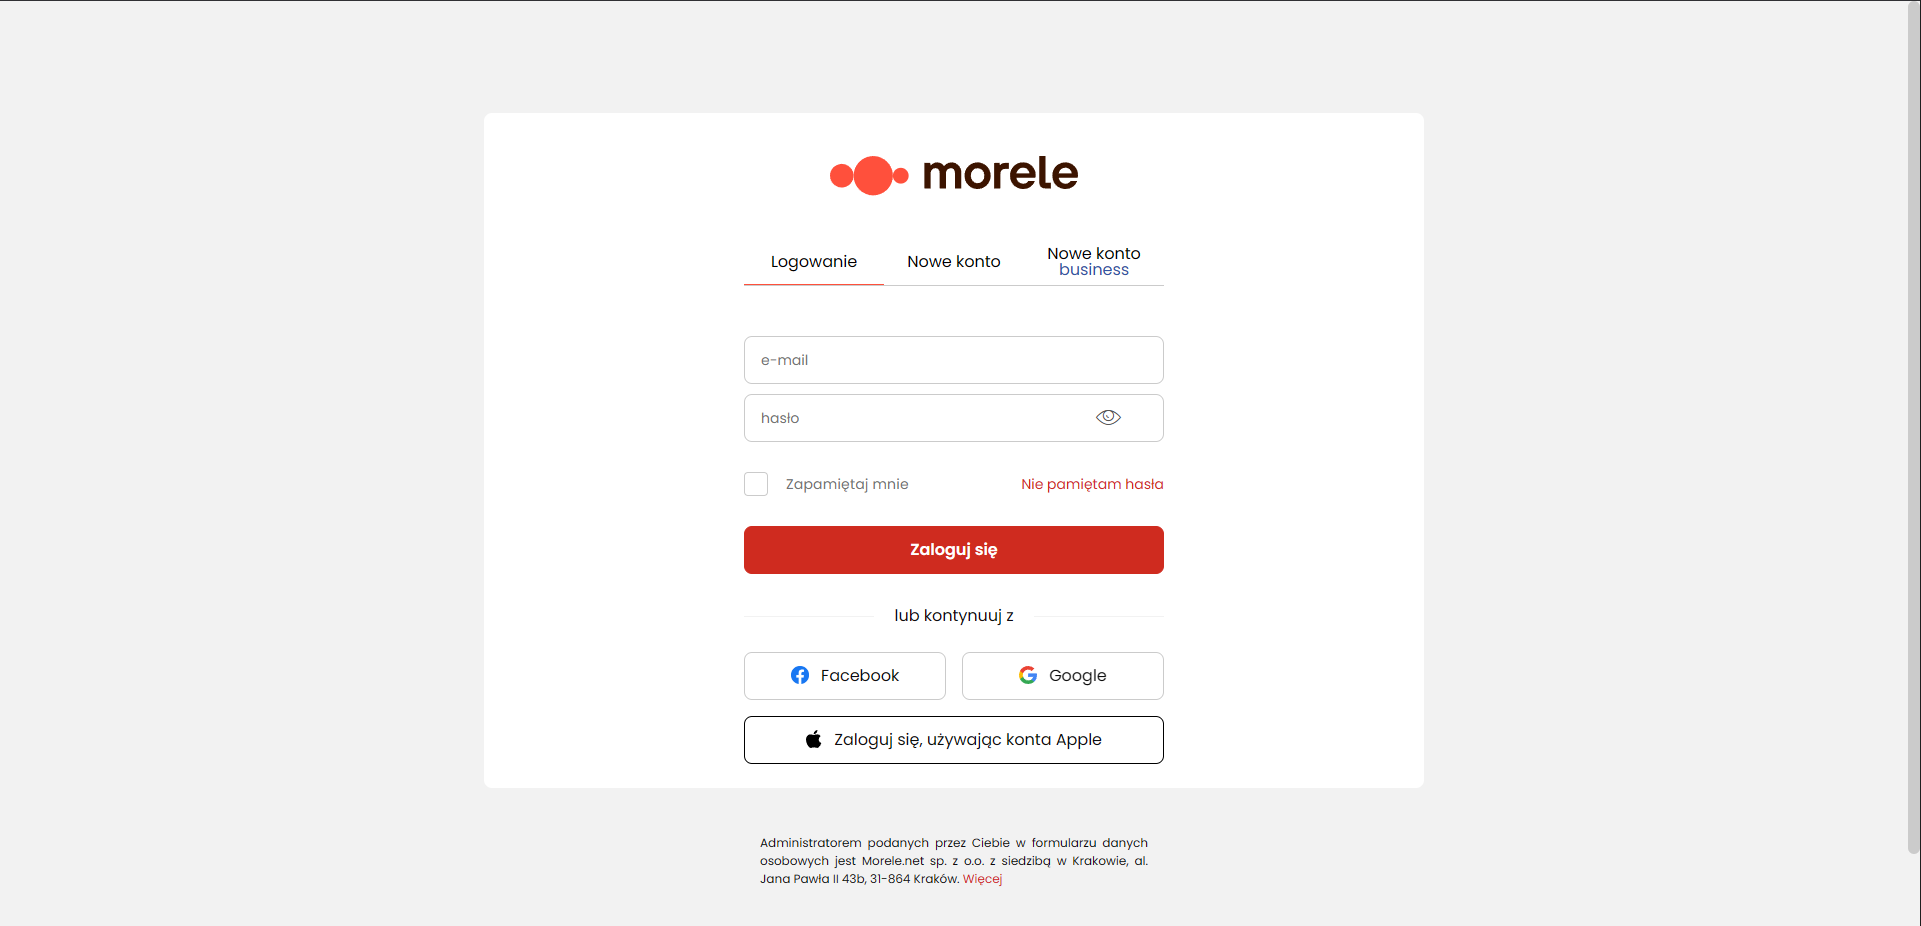 morele
Logowanie
Nowe konto
Nowe konto
business
e-mail
hasło
Zapamiętaj mnie
Nie pamiętam hasła
Zaloguj się
lub kontynuuj z
Facebook
Google
Zaloguj się, używając konta Apple
Administratorem podanych przez Ciebie w formularzu danych
osobowych jest Morele.net sp. z o.o. z siedzibą w Krakowie, al.
Jana Pawła II 43b, 31-864 Kraków. Więcej